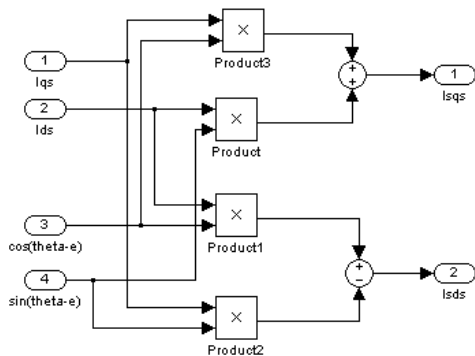 1
Iqs
2
Ids
3
cos(theta-e)
4
sin(theta-e)
×
Product3
×
Product
×
Product1
×
Product2
+
+
+
−
1
Isqs
2
Isds